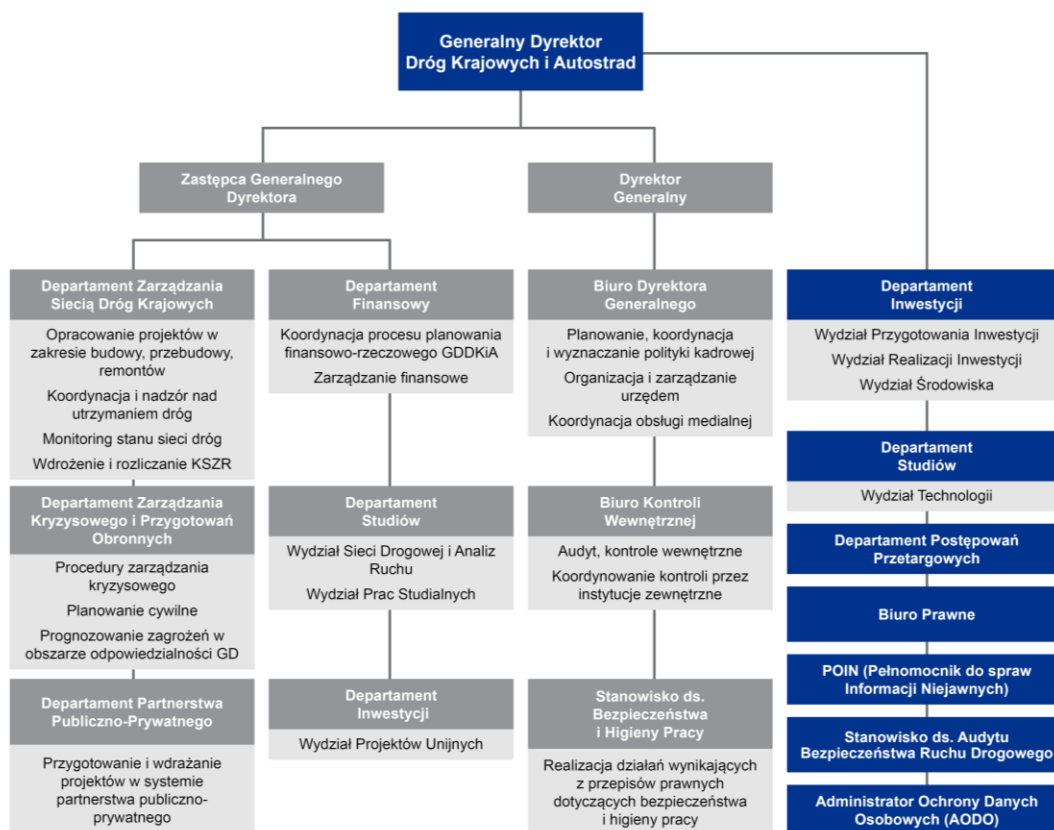 Generalny Dyrektor
Dróg Krajowych i Autostrad
Zastępca Generalnego
Dyrektora
Dyrektor
Generalny
Departament Zarządzania
Siecią Dróg Krajowych
Opracowanie projektów w
zakresie budowy, przebudowy,
remontów
Koordynacja i nadzór nad
utrzymaniem dróg
Monitoring stanu sieci dróg
Wdrożenie i rozliczanie KSZR
Departament Zarządzania
Kryzysowego i Przygotowań
Obronnych
Procedury zarządzania
kryzysowego
Planowanie cywilne
Prognozowanie zagrożeń w
obszarze odpowiedzialności GD
Departament Partnerstwa
Publiczno-Prywatnego
Przygotowanie i wdrażanie
projektów w systemie
partnerstwa publiczno-
prywatnego
Departament
Finansowy
Koordynacja procesu planowania
finansowo-rzeczowego GDDKiA
Zarządzanie finansowe
Departament
Studiów
Wydział Sieci Drogowej i Analiz
Ruchu
Wydział Prac Studialnych
Departament
Inwestycji
Wydział Projektów Unijnych
Biuro Dyrektora
Generalnego
Planowanie, koordynacja
i wyznaczanie polityki kadrowej
Organizacja i zarządzanie
urzędem
Koordynacja obsługi medialnej
Biuro Kontroli
Wewnętrznej
Audyt, kontrole wewnętrzne
Koordynowanie kontroli przez
instytucje zewnętrzne
Stanowisko ds.
Bezpieczeństwa
i Higieny Pracy
Realizacja działań wynikających
z przepisów prawnych
dotyczących bezpieczeństwa
i higieny pracy
Departament
Inwestycji
Wydział Przygotowania Inwestycji
Wydział Realizacji Inwestycji
Wydział Środowiska
Departament
Studiów
Wydział Technologii
Departament Postępowań
Przetargowych
Biuro Prawne
POIN (Pełnomocnik do spraw
Informacji Niejawnych)
Stanowisko ds. Audytu
Bezpieczeństwa Ruchu Drogowego
Administrator Ochrony Danych
Osobowych (AODO)